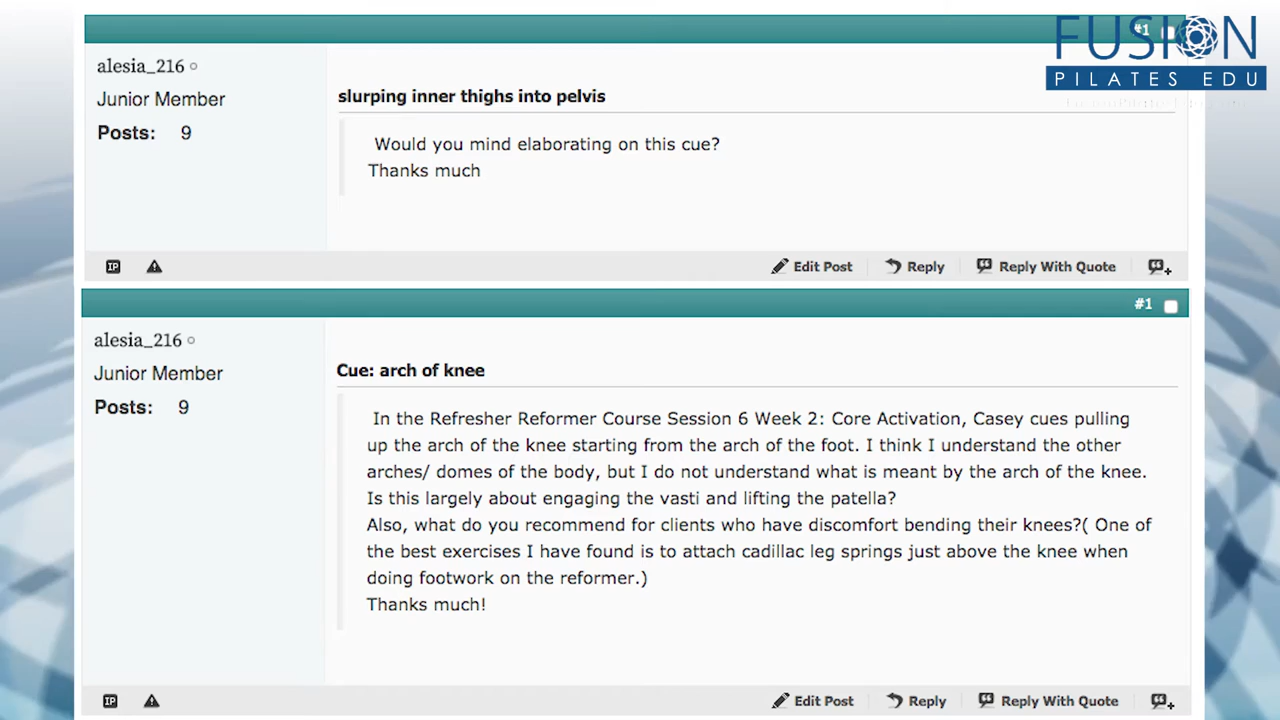 FUSION
PILATES EDU
#1
alesia_216
Junior Member
Posts: 9
slurping inner thighs into pelvis
Would you mind elaborating on this cue?
Thanks much
IP
Edit Post
Reply
Reply With Quote
#1
alesia_216
Junior Member
Posts: 9
Cue: arch of knee
In the Refresher Reformer Course Session 6 Week 2: Core Activation, Casey cues pulling
up the arch of the knee starting from the arch of the foot. I think I understand the other
arches/ domes of the body, but I do not understand what is meant by the arch of the knee.
Is this largely about engaging the vasti and lifting the patella?
Also, what do you recommend for clients who have discomfort bending their knees?( One of
the best exercises I have found is to attach cadillac leg springs just above the knee when
doing footwork on the reformer.)
Thanks much!
IP
Edit Post
Reply
Reply With Quote